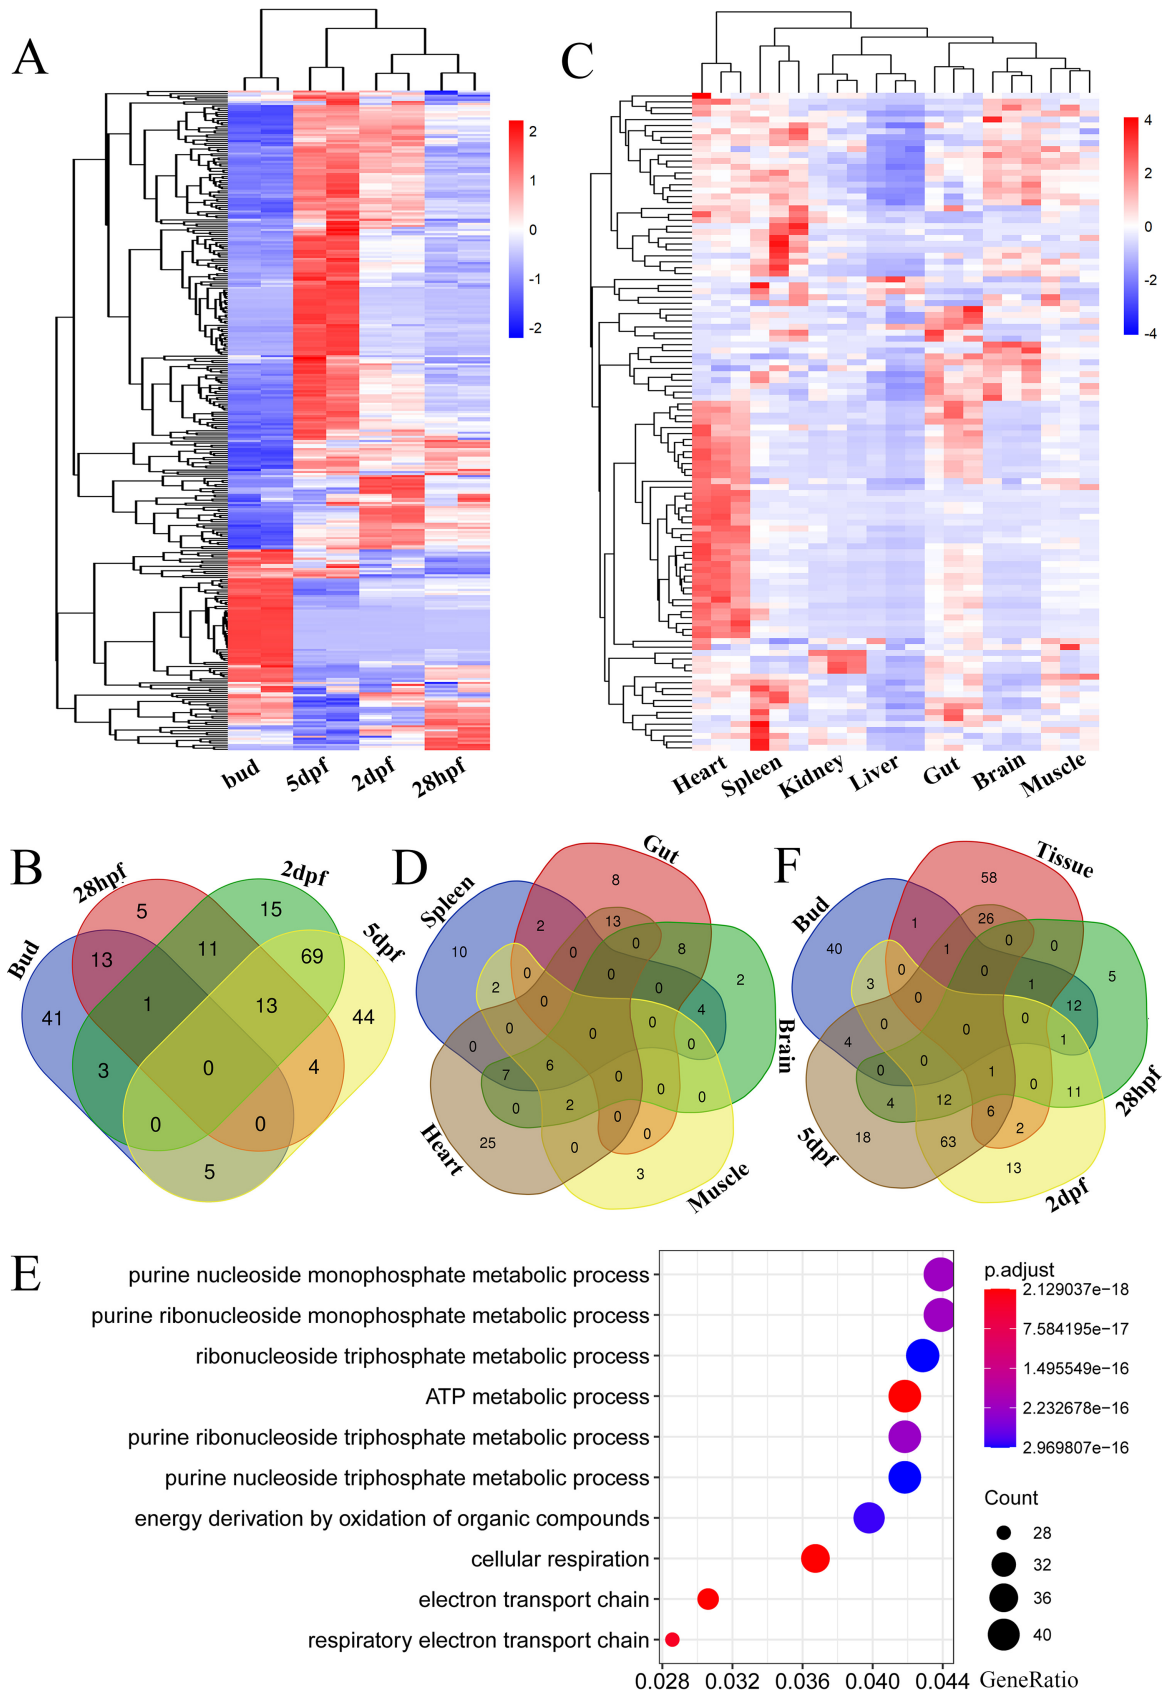 A
2
1
0
-1
-2
bud
5dpf
2dpf
28hpf
C
4
2
0
-2
-4
Heart
Spleen
Kidney
Liver
Gut
Brain
Muscle
B
Bud
28hpf
2dpf
5dpf
5
15
13
11
69
41
1
13
44
3
0
4
0
0
5
D
Spleen
Gut
Brain
Muscle
Heart
8
2
13
10
0
0
8
2
2
0
0
0
4
0
0
0
0
0
0
7
6
0
0
0
0
2
0
25
0
0
3
F
Bud
Tissue
28hpf
2dpf
5dpf
58
1
26
40
1
0
0
5
3
0
0
1
12
0
0
0
0
1
4
0
0
1
0
11
4
12
6
2
18
63
13
E
purine nucleoside monophosphate metabolic process
purine ribonucleoside monophosphate metabolic process
ribonucleoside triphosphate metabolic process
ATP metabolic process
purine ribonucleoside triphosphate metabolic process
purine nucleoside triphosphate metabolic process
energy derivation by oxidation of organic compounds
cellular respiration
electron transport chain
respiratory electron transport chain
0.028 0.032 0.036 0.040 0.044 GeneRatio
p.adjust
2.129037e-18
7.584195e-17
1.495549e-16
2.232678e-16
2.969807e-16
Count
28
32
36
40